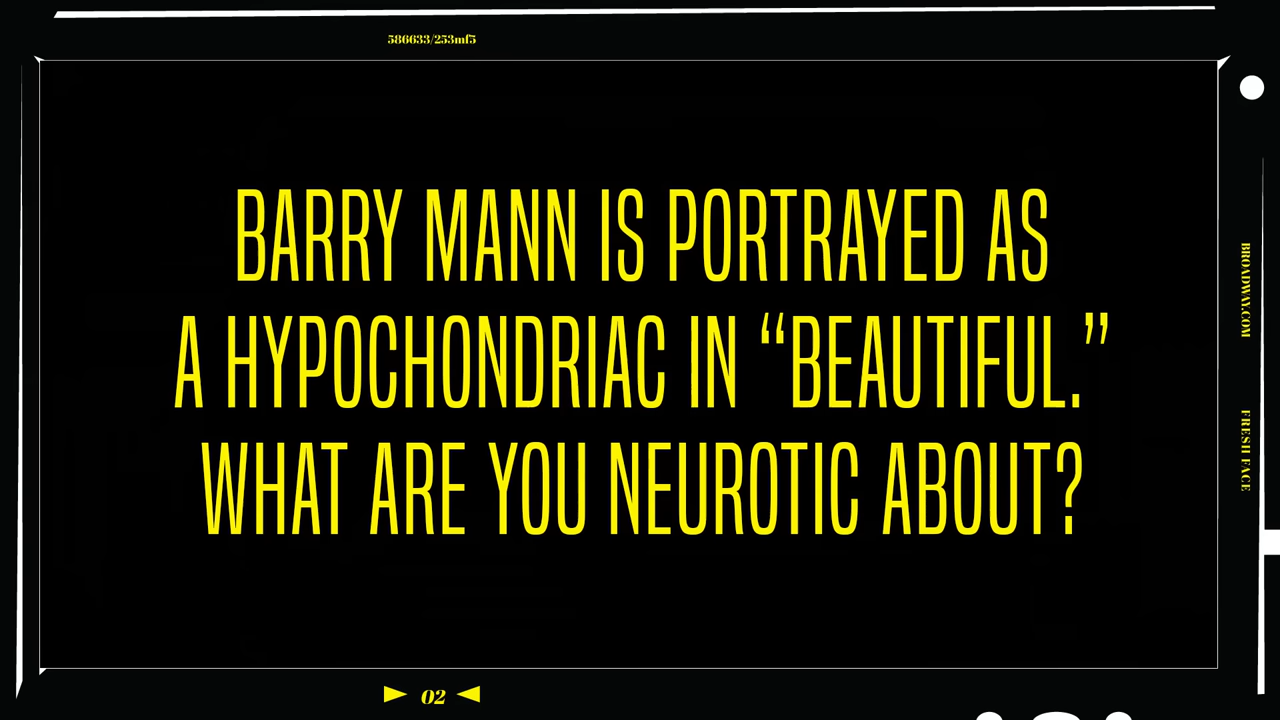 586633/253mf5
BARRY MANN IS PORTRAYED AS
A HYPOCHONDRIAC IN “BEAUTIFUL.”
WHAT ARE YOU NEUROTIC ABOUT?
BROADWAY.COM
FRESH FACE
02